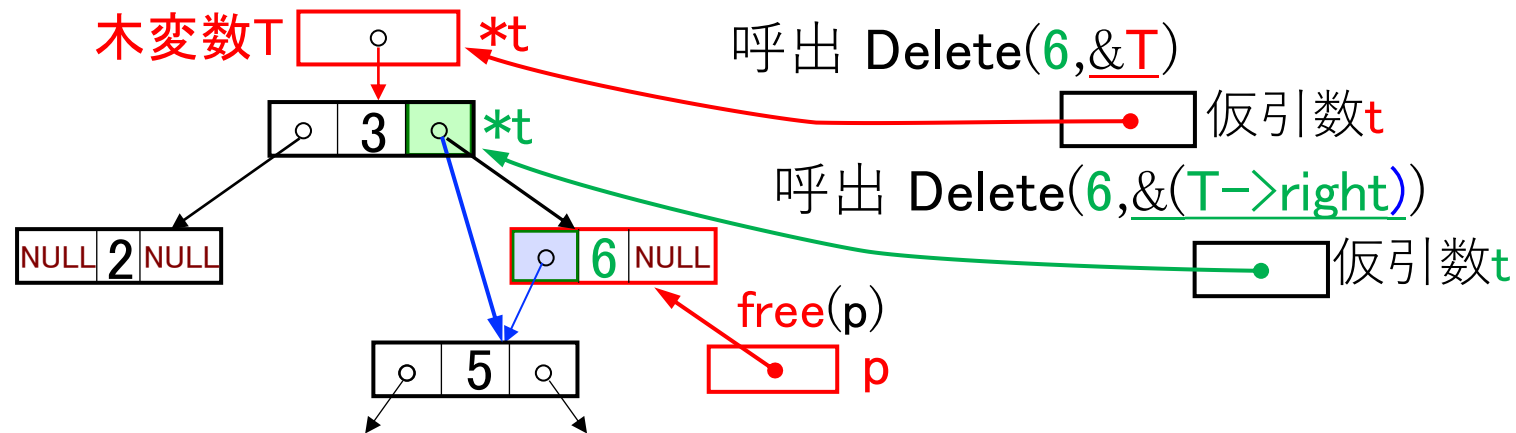 木変数T
*t
呼出 Delete(6,&T)
仮引数t
3
*t
呼出 Delete(6,&(T->right))
仮引数t
NULL 2 NULL
6 NULL
free(p)
p
5